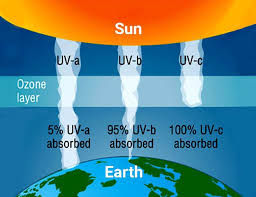 Sun
UV-a UV-b UV-c
Ozone
layer
5% UV-a 95% UV-b 100% UV-c
absorbed absorbed absorbed
Earth